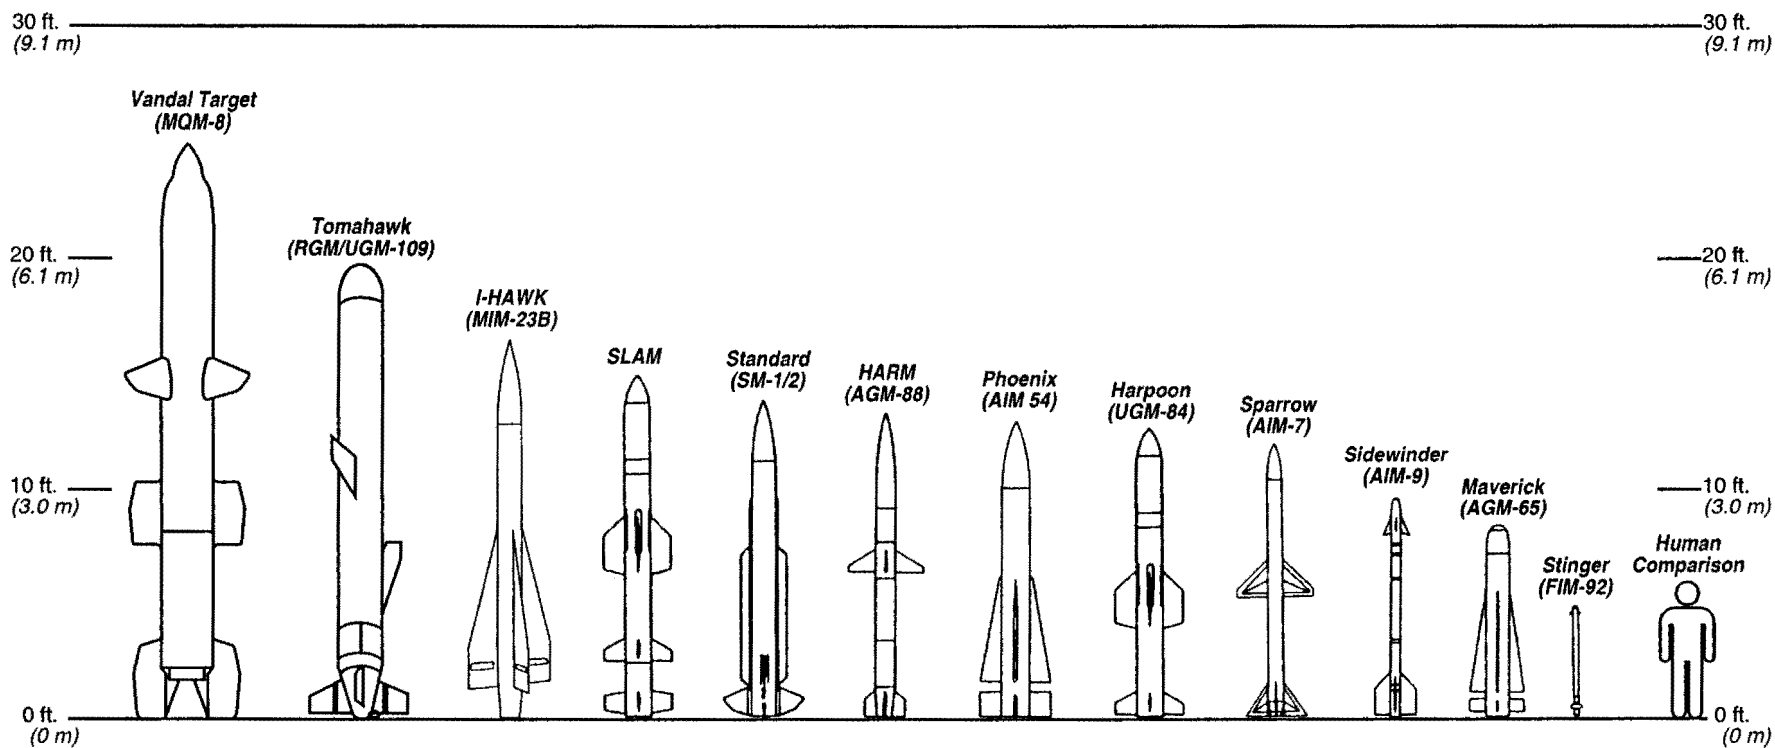 30 ft.
(9.1 m)
30 ft.
(9.1 m)
Vandal Target
(MQM-8)
Tomahawk
(RGM/UGM-109)
20 ft.
(6.1 m)
20 ft.
(6.1 m)
I-HAWK
(MIM-23B)
SLAM
Standard
(SM-1/2)
HARM
(AGM-88)
Phoenix
(AIM 54)
Harpoon
(UGM-84)
Sparrow
(AIM-7)
Sidewinder
(AIM-9)
Maverick
(AGM-65)
Stinger
(FIM-92)
Human
Comparison
10 ft.
(3.0 m)
10 ft.
(3.0 m)
0 ft.
(0 m)
0 ft.
(0 m)